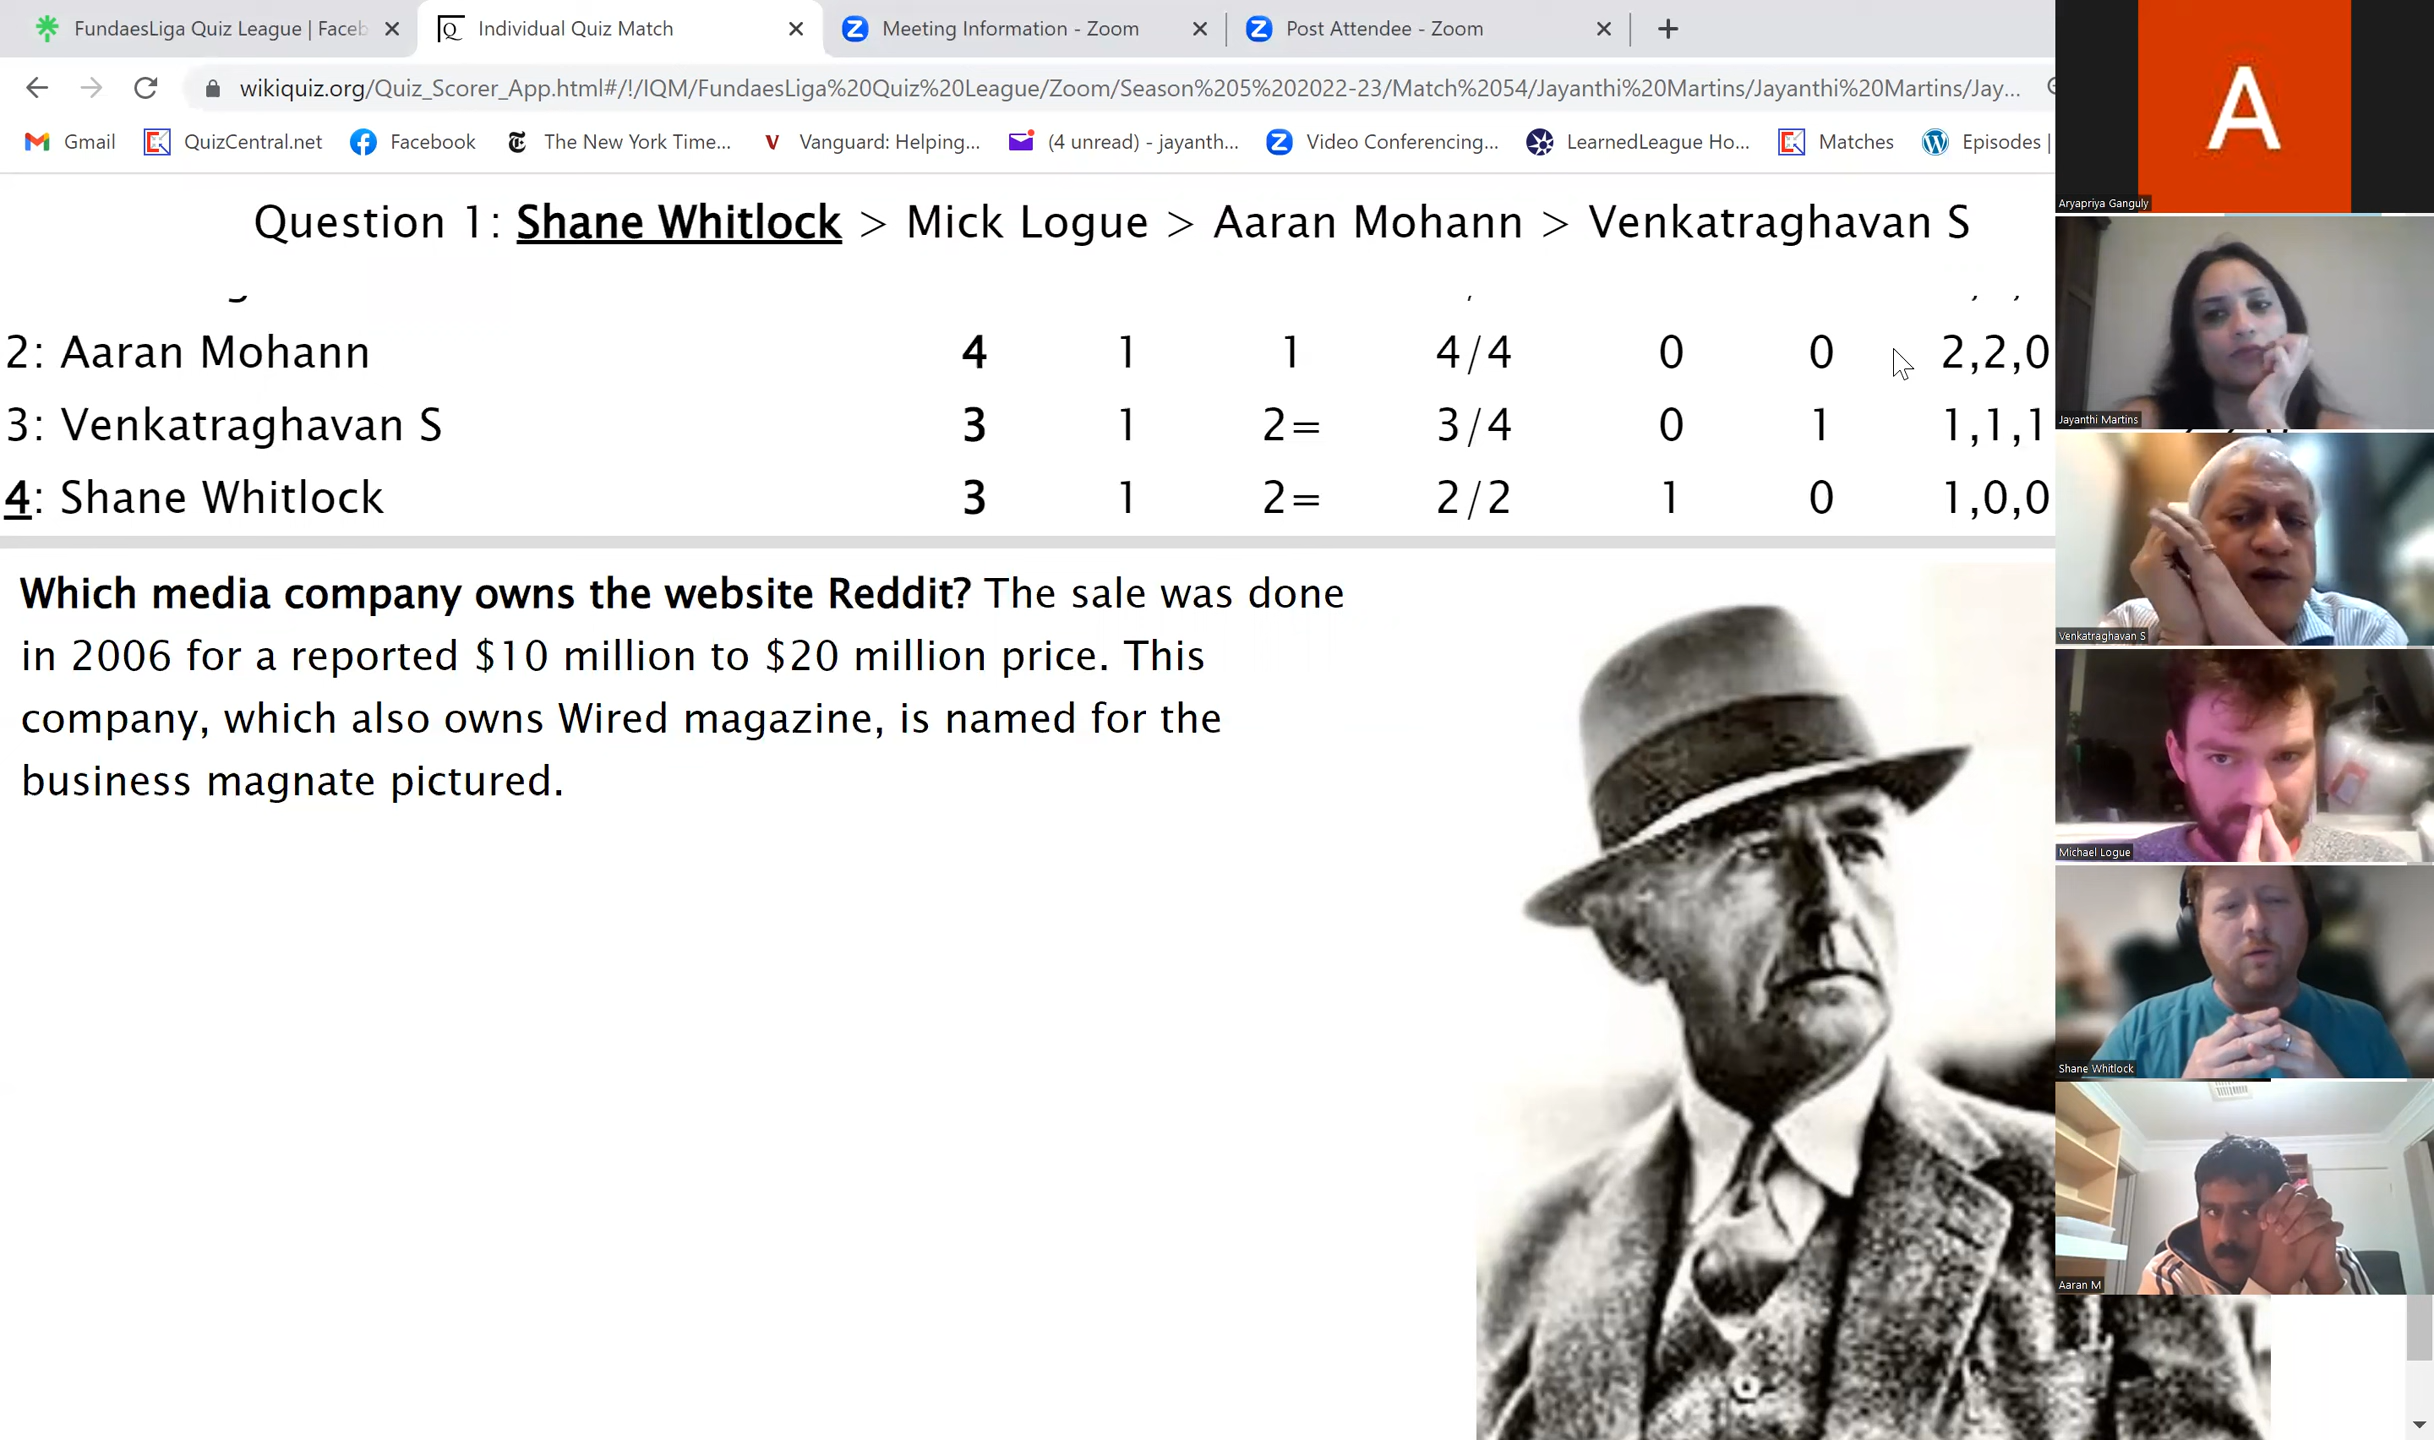 FundaesLiga Quiz League | Faceb
Individual Quiz Match
Meeting Information - Zoom
Post Attendee - Zoom
wikiquiz.org/Quiz_Scorer_App.html#/!/IQM/FundaesLiga%20Quiz%20League/Zoom/Season%205%202022-23/Match%2054/Jayanthi%20Martins/Jayanthi%20Martins/Jay...
Gmail QuizCentral.net Facebook The New York Time... Vanguard: Helping... (4 unread) - jayanth... Video Conferencing... LearnedLeague Ho... Matches Episodes |
Question 1: Shane Whitlock > Mick Logue > Aaran Mohann > Venkatraghavan S
2: Aaran Mohann 4 1 1 4/4 0 0 2,2,0
3: Venkatraghavan S 3 1 2= 3/4 0 1 1,1,1
4: Shane Whitlock 3 1 2= 2/2 1 0 1,0,0
Which media company owns the website Reddit? The sale was done
in 2006 for a reported $10 million to $20 million price. This
company, which also owns Wired magazine, is named for the
business magnate pictured.
A
Aryapriya Ganguly
Jayanthi Martins
Venkatraghavan S
Michael Logue
Shane Whitlock
Aaran M